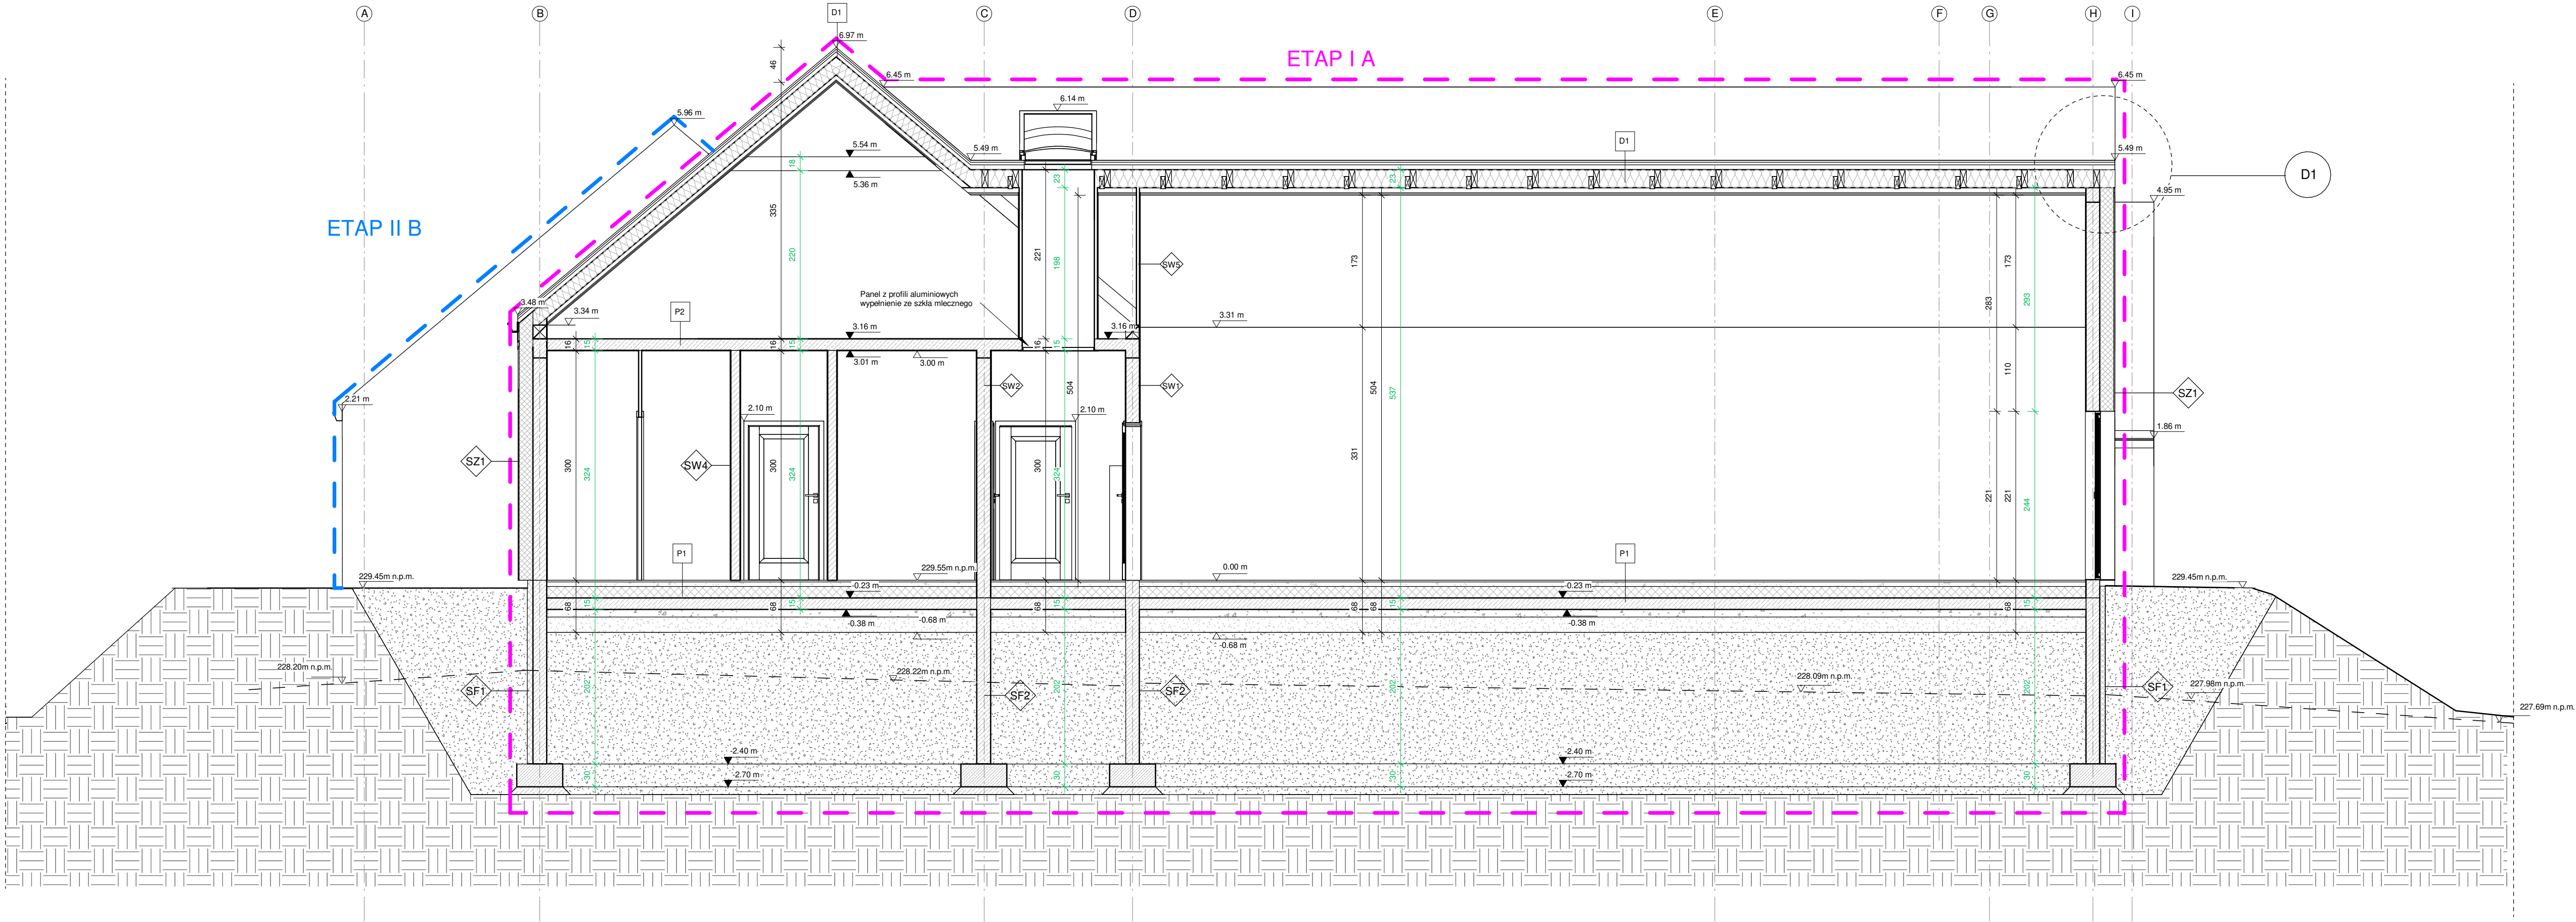 A
B
D1
C
D
E
F
G
H
I
6.97 m
ETAP I A
46
6.45 m
6.45 m
6.14 m
5.96 m
5.54 m
18
5.36 m
5.49 m
D1
5.49 m
D1
23
23
4.95 m
ETAP II B
335
220
221
198
SW5
173
173
283
293
Panel z profili aluminiowych
wypełnienie ze szkła mlecznego
3.48 m
3.34 m
P2
3.16 m
3.16 m
3.31 m
16
15
16
15
16
15
3.01 m
3.00 m
SW2
SW1
504
504
537
110
SZ1
2.21 m
2.10 m
2.10 m
1.86 m
SZ1
SW4
300
324
300
324
300
324
331
221
221
244
P1
P1
229.45m n.p.m.
229.55m n.p.m.
0.00 m
229.45m n.p.m.
-0.23 m
-0.23 m
68
15
68
15
68
15
68
68
15
68
15
-0.38 m
-0.68 m
-0.38 m
-0.68 m
228.20m n.p.m.
228.22m n.p.m.
228.09m n.p.m.
227.98m n.p.m.
SF1
202
SF2
202
SF2
202
202
SF1
227.69m n.p.m.
-2.40 m
-2.40 m
30
-2.70 m
30
30
-2.70 m
30